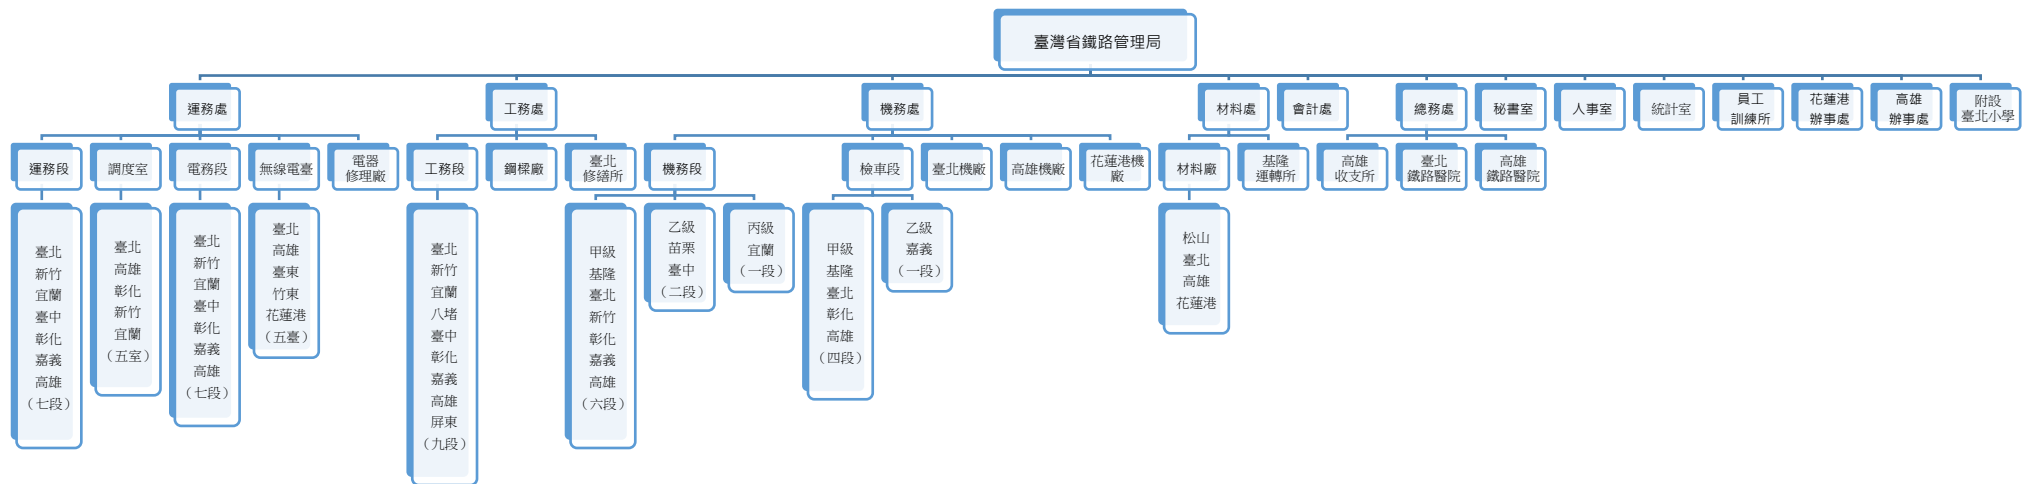 臺灣省鐵路管理局
運務處
工務處
機務處
材料處
會計處
總務處
秘書室
人事室
統計室
員工
訓練所
花蓮港
辦事處
高雄
辦事處
附設
臺北小學
運務段
調度室
電務段
無線電臺
電器
修理廠
工務段
鋼樑廠
臺北
修繕所
機務段
檢車段
臺北機廠
高雄機廠
花蓮港機
廠
材料廠
基隆
運轉所
高雄
收支所
臺北
鐵路醫院
高雄
鐵路醫院
臺北
新竹
宜蘭
臺中
彰化
嘉義
高雄
（七段）
臺北
高雄
彰化
新竹
宜蘭
（五室）
臺北
新竹
宜蘭
臺中
彰化
嘉義
高雄
（七段）
臺北
高雄
臺東
竹東
花蓮港
（五臺）
臺北
新竹
宜蘭
八堵
臺中
彰化
嘉義
高雄
屏東
（九段）
甲級
基隆
臺北
新竹
彰化
嘉義
高雄
（六段）
乙級
苗栗
臺中
（二段）
丙級
宜蘭
（一段）
甲級
基隆
臺北
彰化
高雄
（四段）
乙級
嘉義
（一段）
松山
臺北
高雄
花蓮港